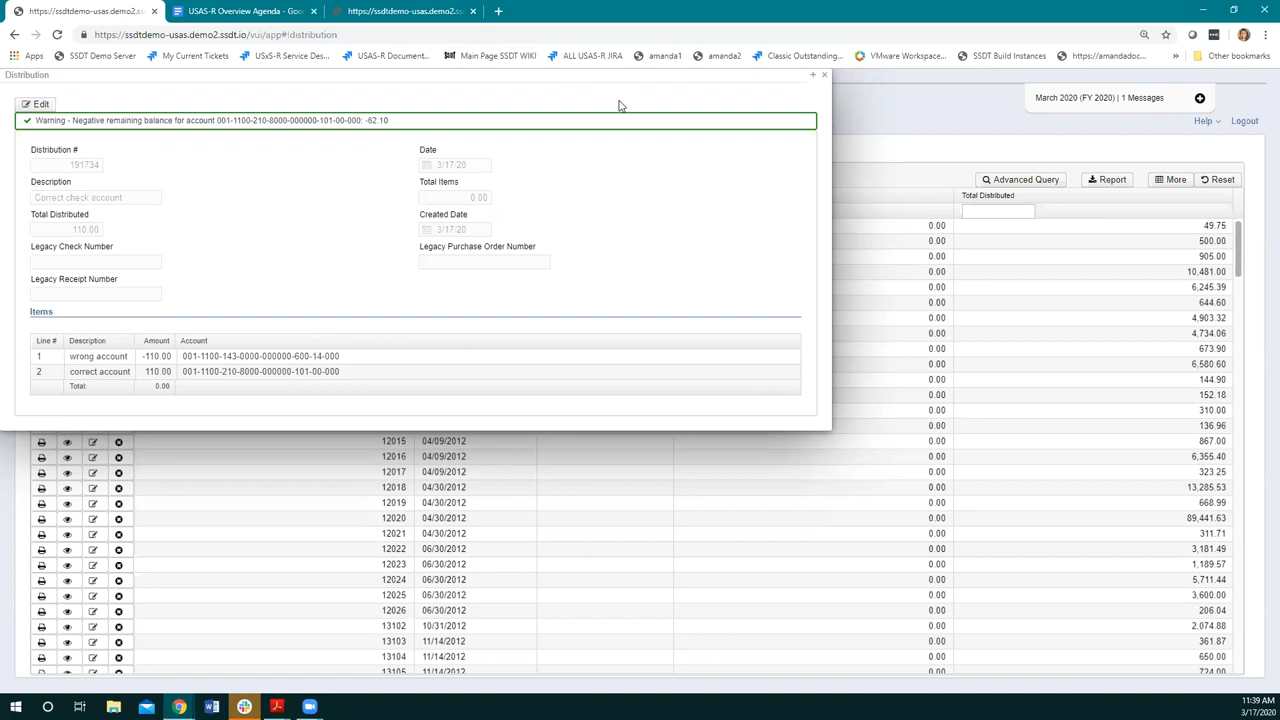 https://ssdtdemo-usas.demo2.ssdt.io/ USAS-R Overview Agenda - Goo https://ssdtdemo-usas.demo2.ssdt.io/
https://ssdtdemo-usas.demo2.ssdt.io/vui/app#!distribution
Apps SSDT Demo Server My Current Tickets USxS-R Service Des... USAS-R Document... Main Page SSDT WIKI ALL USAS-R JIRA amanda1 amanda2 Classic Outstanding... VMware Workspace... SSDT Build Instances https://amandadoc... Other bookmarks
Distribution
March 2020 (FY 2020) | 1 Messages
Edit
Help Logout
Warning - Negative remaining balance for account 001-1100-210-8000-000000-101-00-000: -62.10
Distribution # Date
191734 3/17/20
Description Total Items
Correct check account 0.00
Total Distributed Created Date
110.00 3/17/20
Legacy Check Number Legacy Purchase Order Number
Legacy Receipt Number
Items
Line # Description Amount Account
1 wrong account -110.00 001-1100-143-0000-000000-600-14-000
2 correct account 110.00 001-1100-210-8000-000000-101-00-000
Total: 0.00
Advanced Query Report More Reset
Total Distributed
0.00 49.75
0.00 500.00
0.00 905.00
0.00 10,481.00
0.00 6,245.39
0.00 644.60
0.00 4,903.32
0.00 4,734.06
0.00 673.90
0.00 6,580.60
0.00 144.90
0.00 152.18
0.00 310.00
0.00 136.96
12015 04/09/2012 0.00 867.00
12016 04/09/2012 0.00 6,355.40
12017 04/09/2012 0.00 323.25
12018 04/30/2012 0.00 13,285.53
12019 04/30/2012 0.00 668.99
12020 04/30/2012 0.00 89,441.63
12021 04/30/2012 0.00 311.71
12022 06/30/2012 0.00 3,181.49
12023 06/30/2012 0.00 1,189.57
12024 06/30/2012 0.00 5,711.44
12025 06/30/2012 0.00 3,600.00
12026 06/30/2012 0.00 206.04
13102 10/31/2012 0.00 2,074.88
13103 11/14/2012 0.00 361.87
13104 11/14/2012 0.00 650.00
13105 11/14/2012 0.00 1,171.00
11:39 AM
3/17/2020